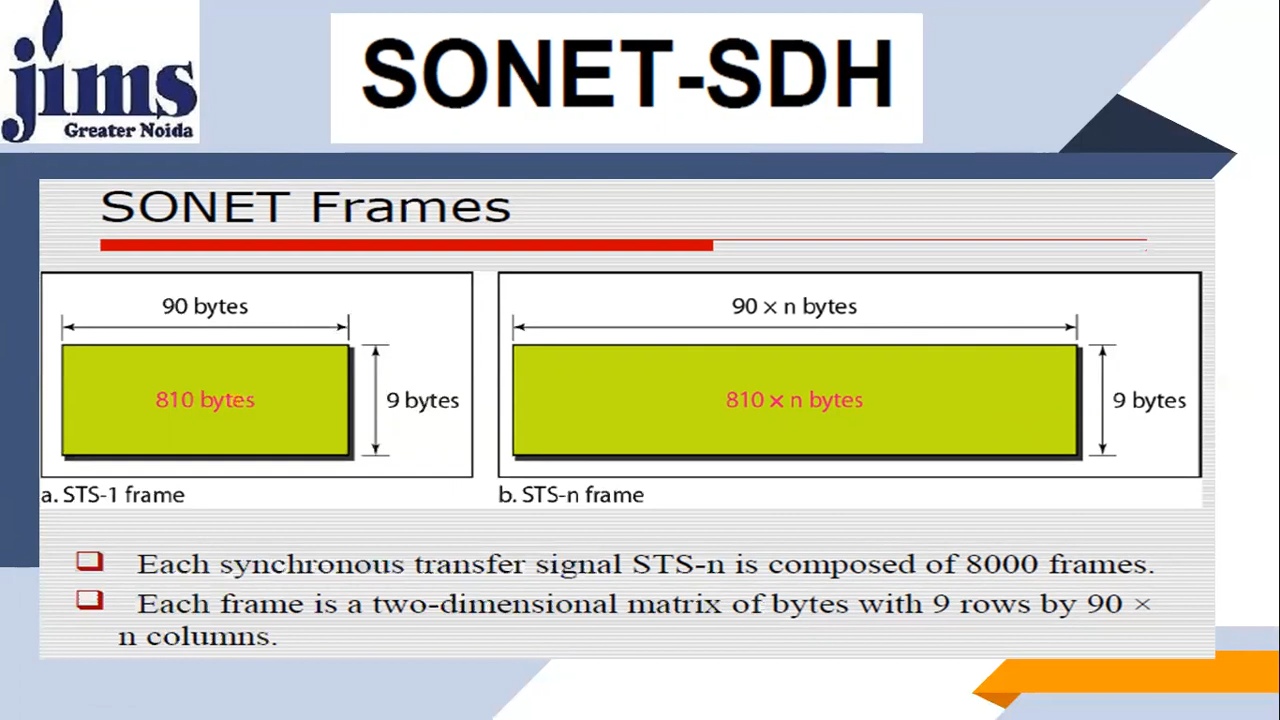 jims
Greater Noida
SONET-SDH
SONET Frames
90 bytes
810 bytes
9 bytes
a. STS-1 frame
90 × n bytes
810 × n bytes
9 bytes
b. STS-n frame
Each synchronous transfer signal STS-n is composed of 8000 frames.
Each frame is a two-dimensional matrix of bytes with 9 rows by 90 ×
n columns.